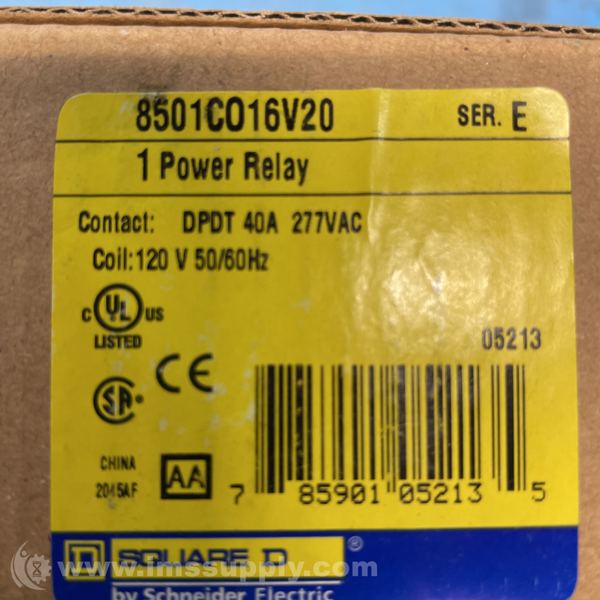 8501CO16V20 SER. E
1 Power Relay
Contact: DPDT 40A 277VAC
Coil:120 V 50/60Hz
C UL US
LISTED
05213
SA CE
CHINA
2045AF
AA
7 85901 05213 5
D SQUARE D ®
www.imssupply.com
by Schneider Electric